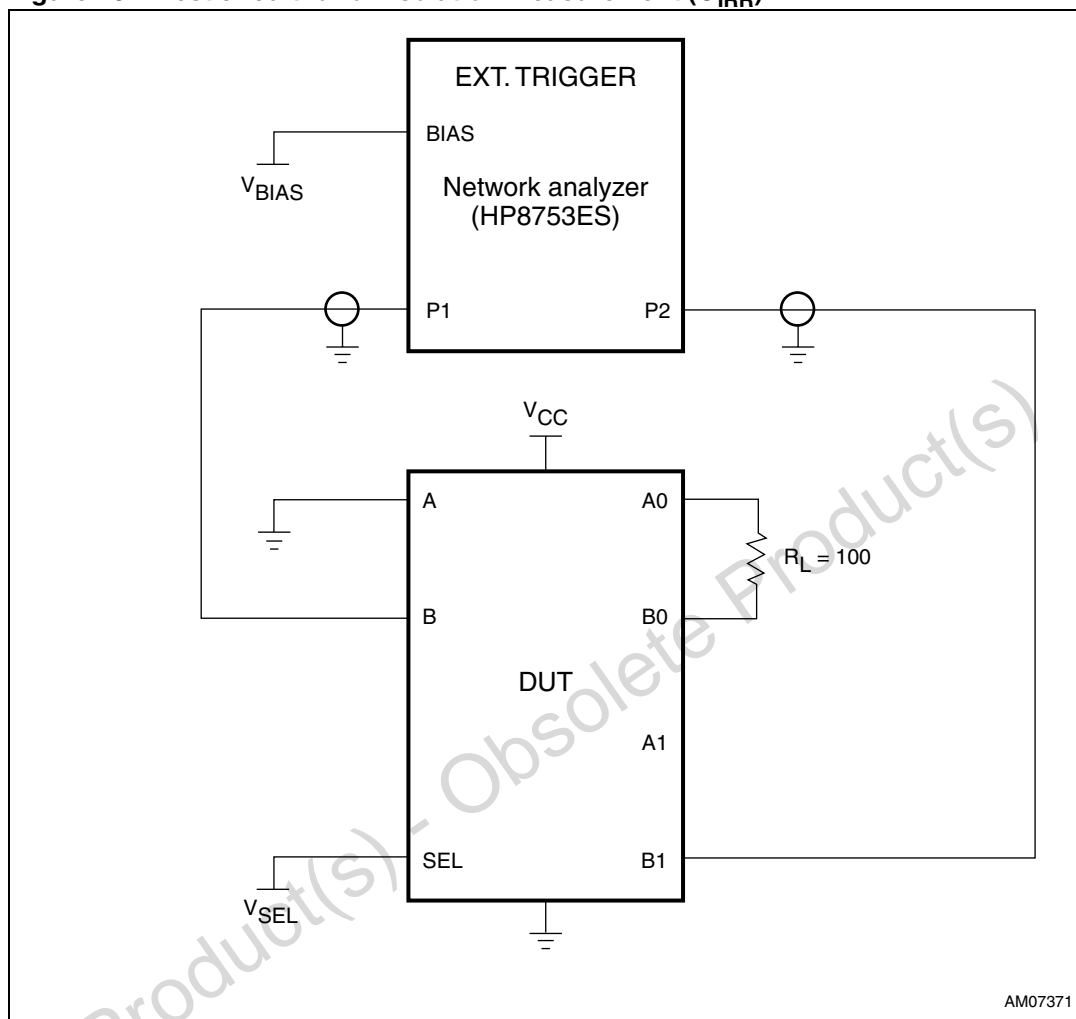 EXT. TRIGGER
BIAS
VBIAS
Network analyzer
(HP8753ES)
P1 P2
VCC
A A0
RL = 100
B B0
DUT
A1
SEL B1
VSEL
Product(s) - Obsolete Product(s)
AM07371